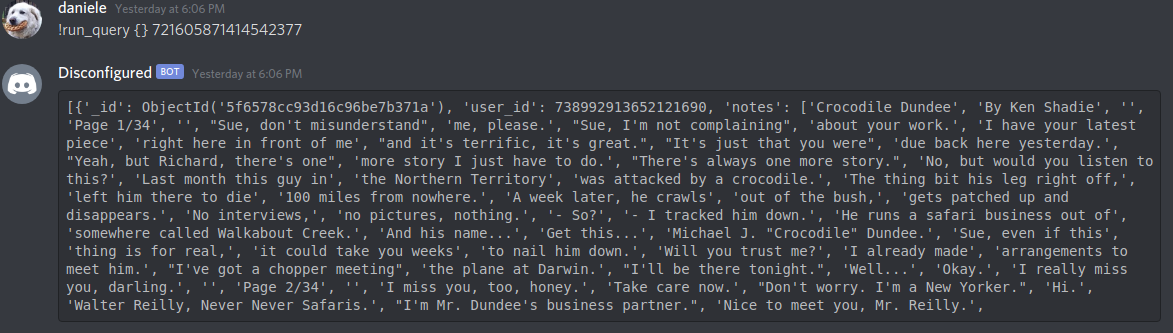 daniele Yesterday at 6:06 PM
!run_query {} 721605871414542377
Disconfigured BOT Yesterday at 6:06 PM
[{'_id': ObjectId('5f6578cc93d16c96be7b371a'), 'user_id': 738992913652121690, 'notes': ['Crocodile Dundee', 'By Ken Shadie', '',
'Page 1/34', '', "Sue, don't misunderstand", 'me, please.', "Sue, I'm not complaining", 'about your work.', 'I have your latest
piece', 'right here in front of me', "and it's terrific, it's great.", "It's just that you were", 'due back here yesterday.',
"Yeah, but Richard, there's one", 'more story I just have to do.', "There's always one more story.", 'No, but would you listen to
this?', 'Last month this guy in', 'the Northern Territory', 'was attacked by a crocodile.', 'The thing bit his leg right off,',
'left him there to die', '100 miles from nowhere.', 'A week later, he crawls', 'out of the bush,', 'gets patched up and
disappears.', 'No interviews,', 'no pictures, nothing.', '- So?', '- I tracked him down.', 'He runs a safari business out of',
'somewhere called Walkabout Creek.', 'And his name...', 'Get this...', 'Michael J. "Crocodile" Dundee.', 'Sue, even if this',
'thing is for real,', 'it could take you weeks', 'to nail him down.', 'Will you trust me?' 'I already made', 'arrangements to
meet him.', "I've got a chopper meeting", 'the plane at Darwin.', "I'll be there tonight.", 'Well...', 'Okay.', 'I really miss
you, darling.', '', 'Page 2/34', '', 'I miss you, too, honey.', 'Take care now.', "Don't worry. I'm a New Yorker.", 'Hi.',
'Walter Reilly, Never Never Safaris.', "I'm Mr. Dundee's business partner.", 'Nice to meet you, Mr. Reilly.',